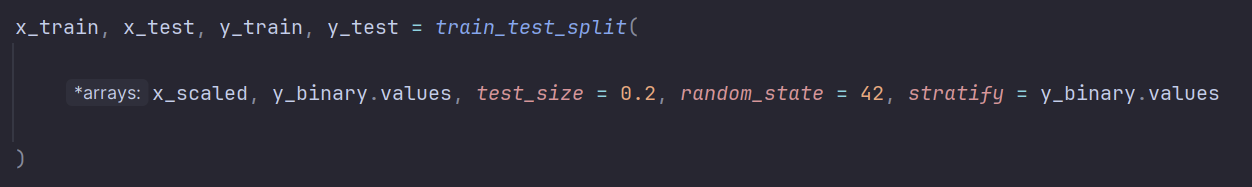 x_train, x_test, y_train, y_test = train_test_split(
*arrays: x_scaled, y_binary.values, test_size = 0.2, random_state = 42, stratify = y_binary.values
)